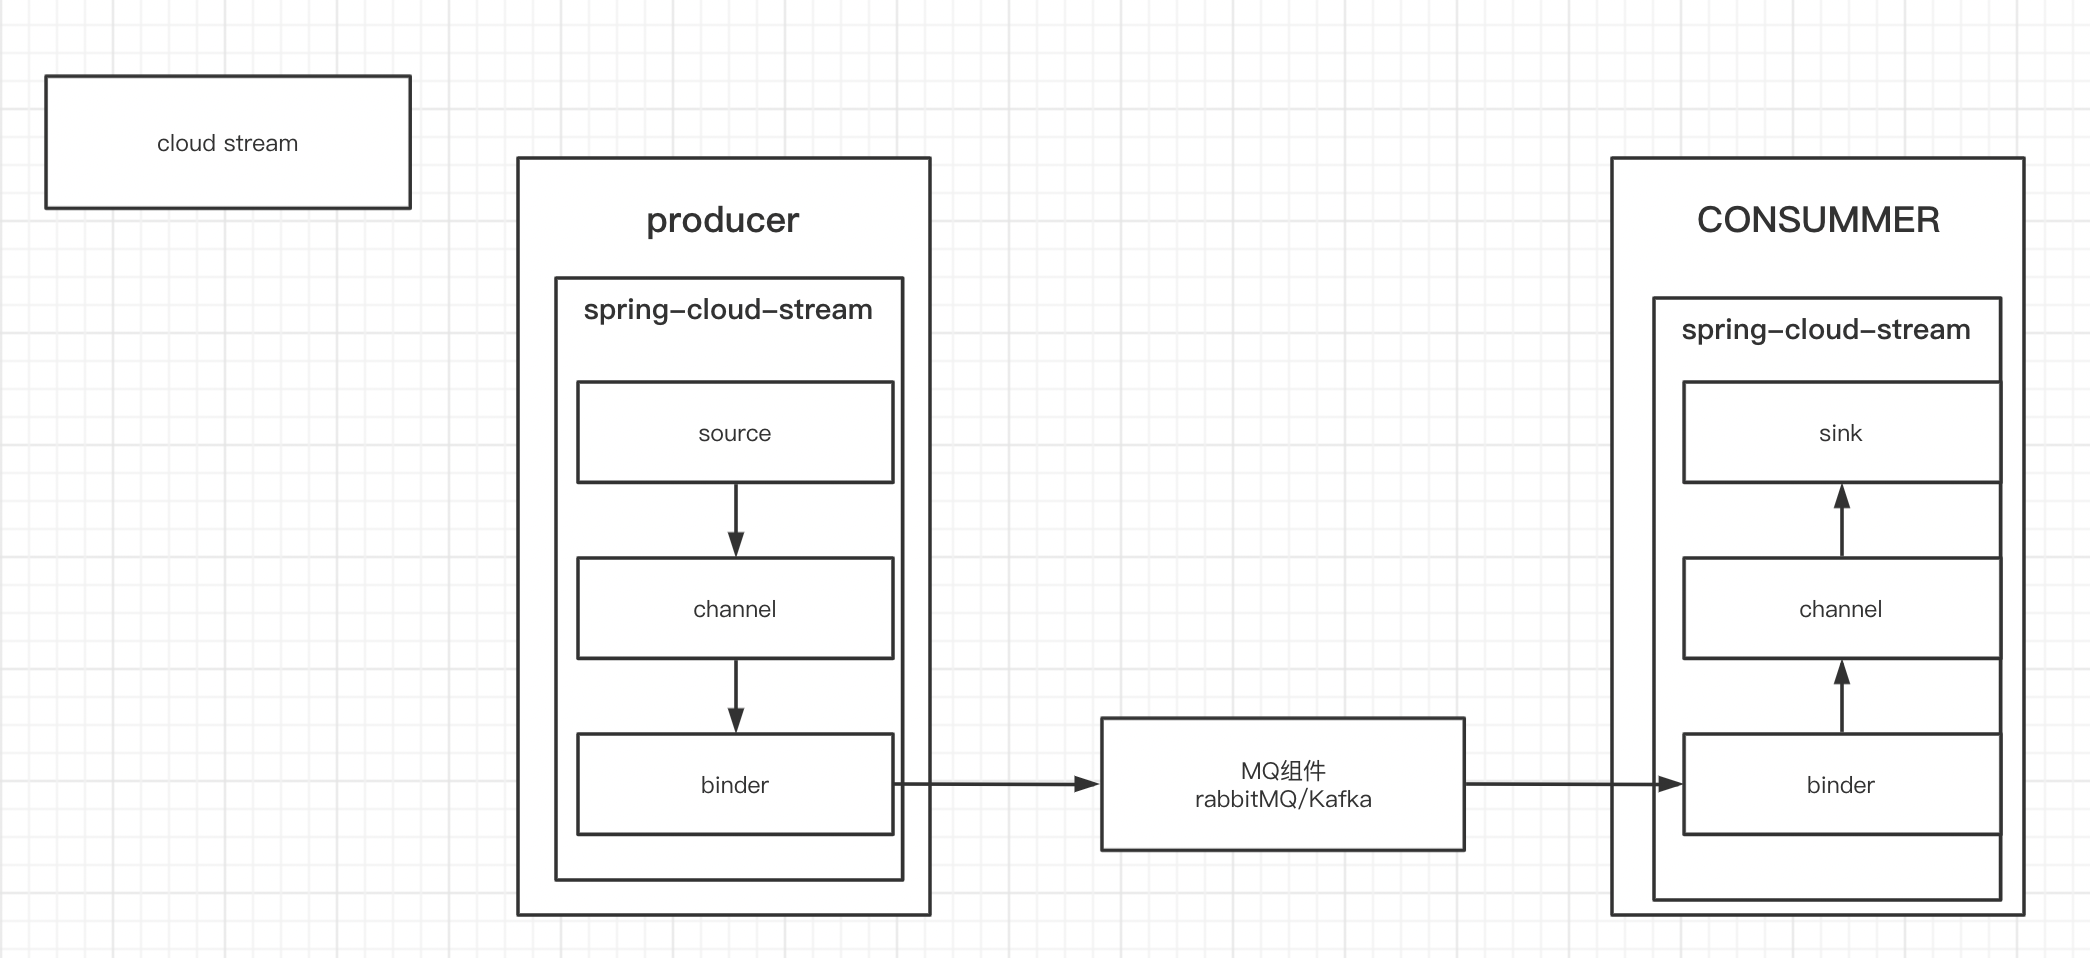 cloud stream
producer
spring-cloud-stream
source
channel
binder
MQ组件
rabbitMQ/Kafka
CONSUMMER
spring-cloud-stream
sink
channel
binder